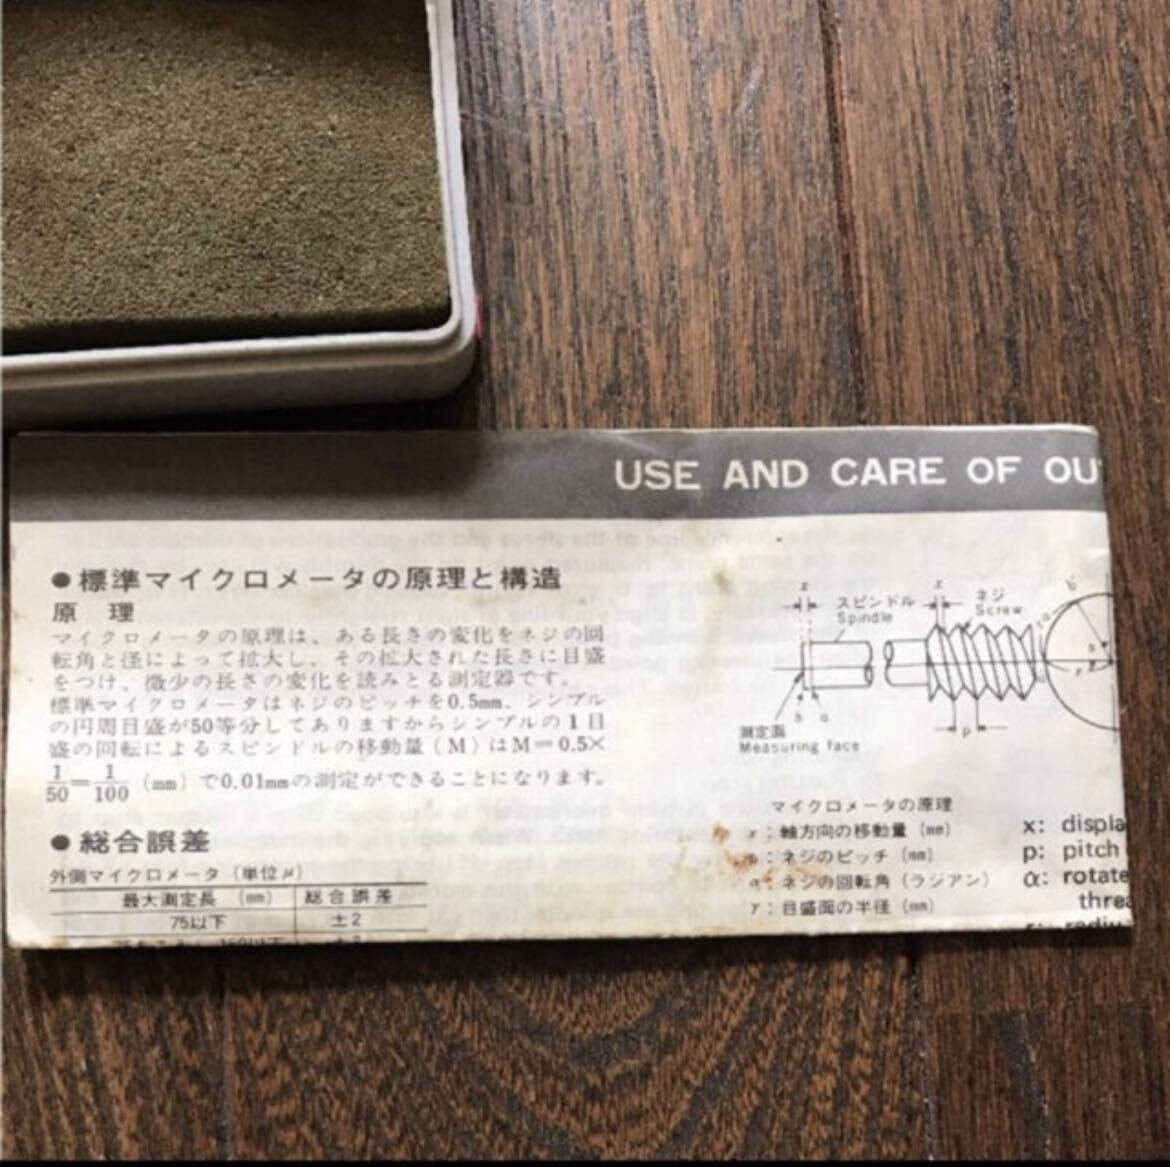 USE AND CARE OF OU
●標準マイクロメータの原理と構造
原 理
マイクロメータの原理は、ある長さの変化をネジの回
転角と径によって拡大し、その拡大された長さに目盛
をつけ、微少の長さの変化を読みとる測定器です。
標準マイクロメータはネジのピッチを0.5mm、シンブル
の円周目盛が50等分してありますからシンブルの1目
盛の回転によるスピンドルの移動量(M)はM=0.5×
1/50=1/100 (mm)で0.01mmの測定ができることになります。
●総合誤差
外側マイクロメータ(単位μ)
最大測定長 (mm) 総合誤差
75以下 ±2
x
スピンドル
Spindle
x
ネジ
Screw
測定面
Measuring face
b a
p
マイクロメータの原理
x:軸方向の移動量(mm)
p:ネジのピッチ(mm)
α:ネジの回転角(ラジアン)
r:目盛面の半径(mm)
x: displa
p: pitch
α: rotate
threa
r: radiu